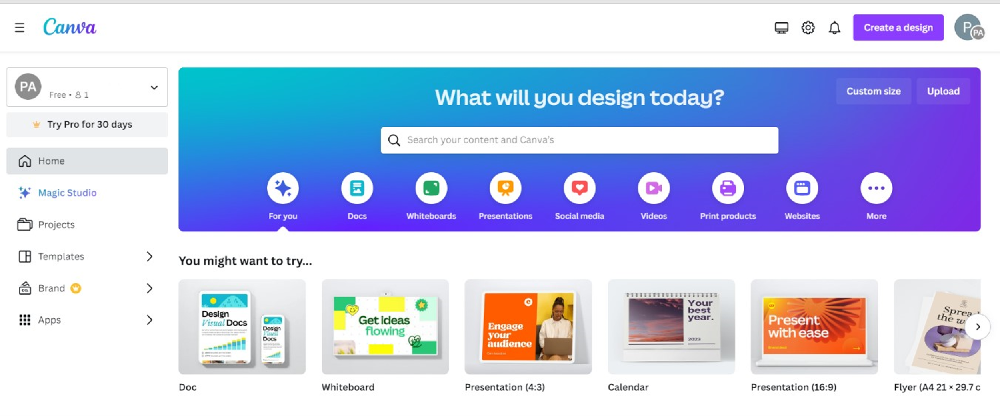 Canva
Create a design
P
PA
PA
Free • 1
Try Pro for 30 days
Home
Magic Studio
Projects
Templates
Brand
Apps
What will you design today?
Custom size
Upload
Search your content and Canva's
For you
Docs
Whiteboards
Presentations
Social media
Videos
Print products
Websites
More
You might want to try...
Design
Visual Docs
Design
Visual
Docs
Get ideas
flowing
100
Engage
your
audience
Your
best
year.
2023
Present
with ease
Sprea
the w
Doc
Whiteboard
Presentation (4:3)
Calendar
Presentation (16:9)
Flyer (A4 21 × 29.7 c